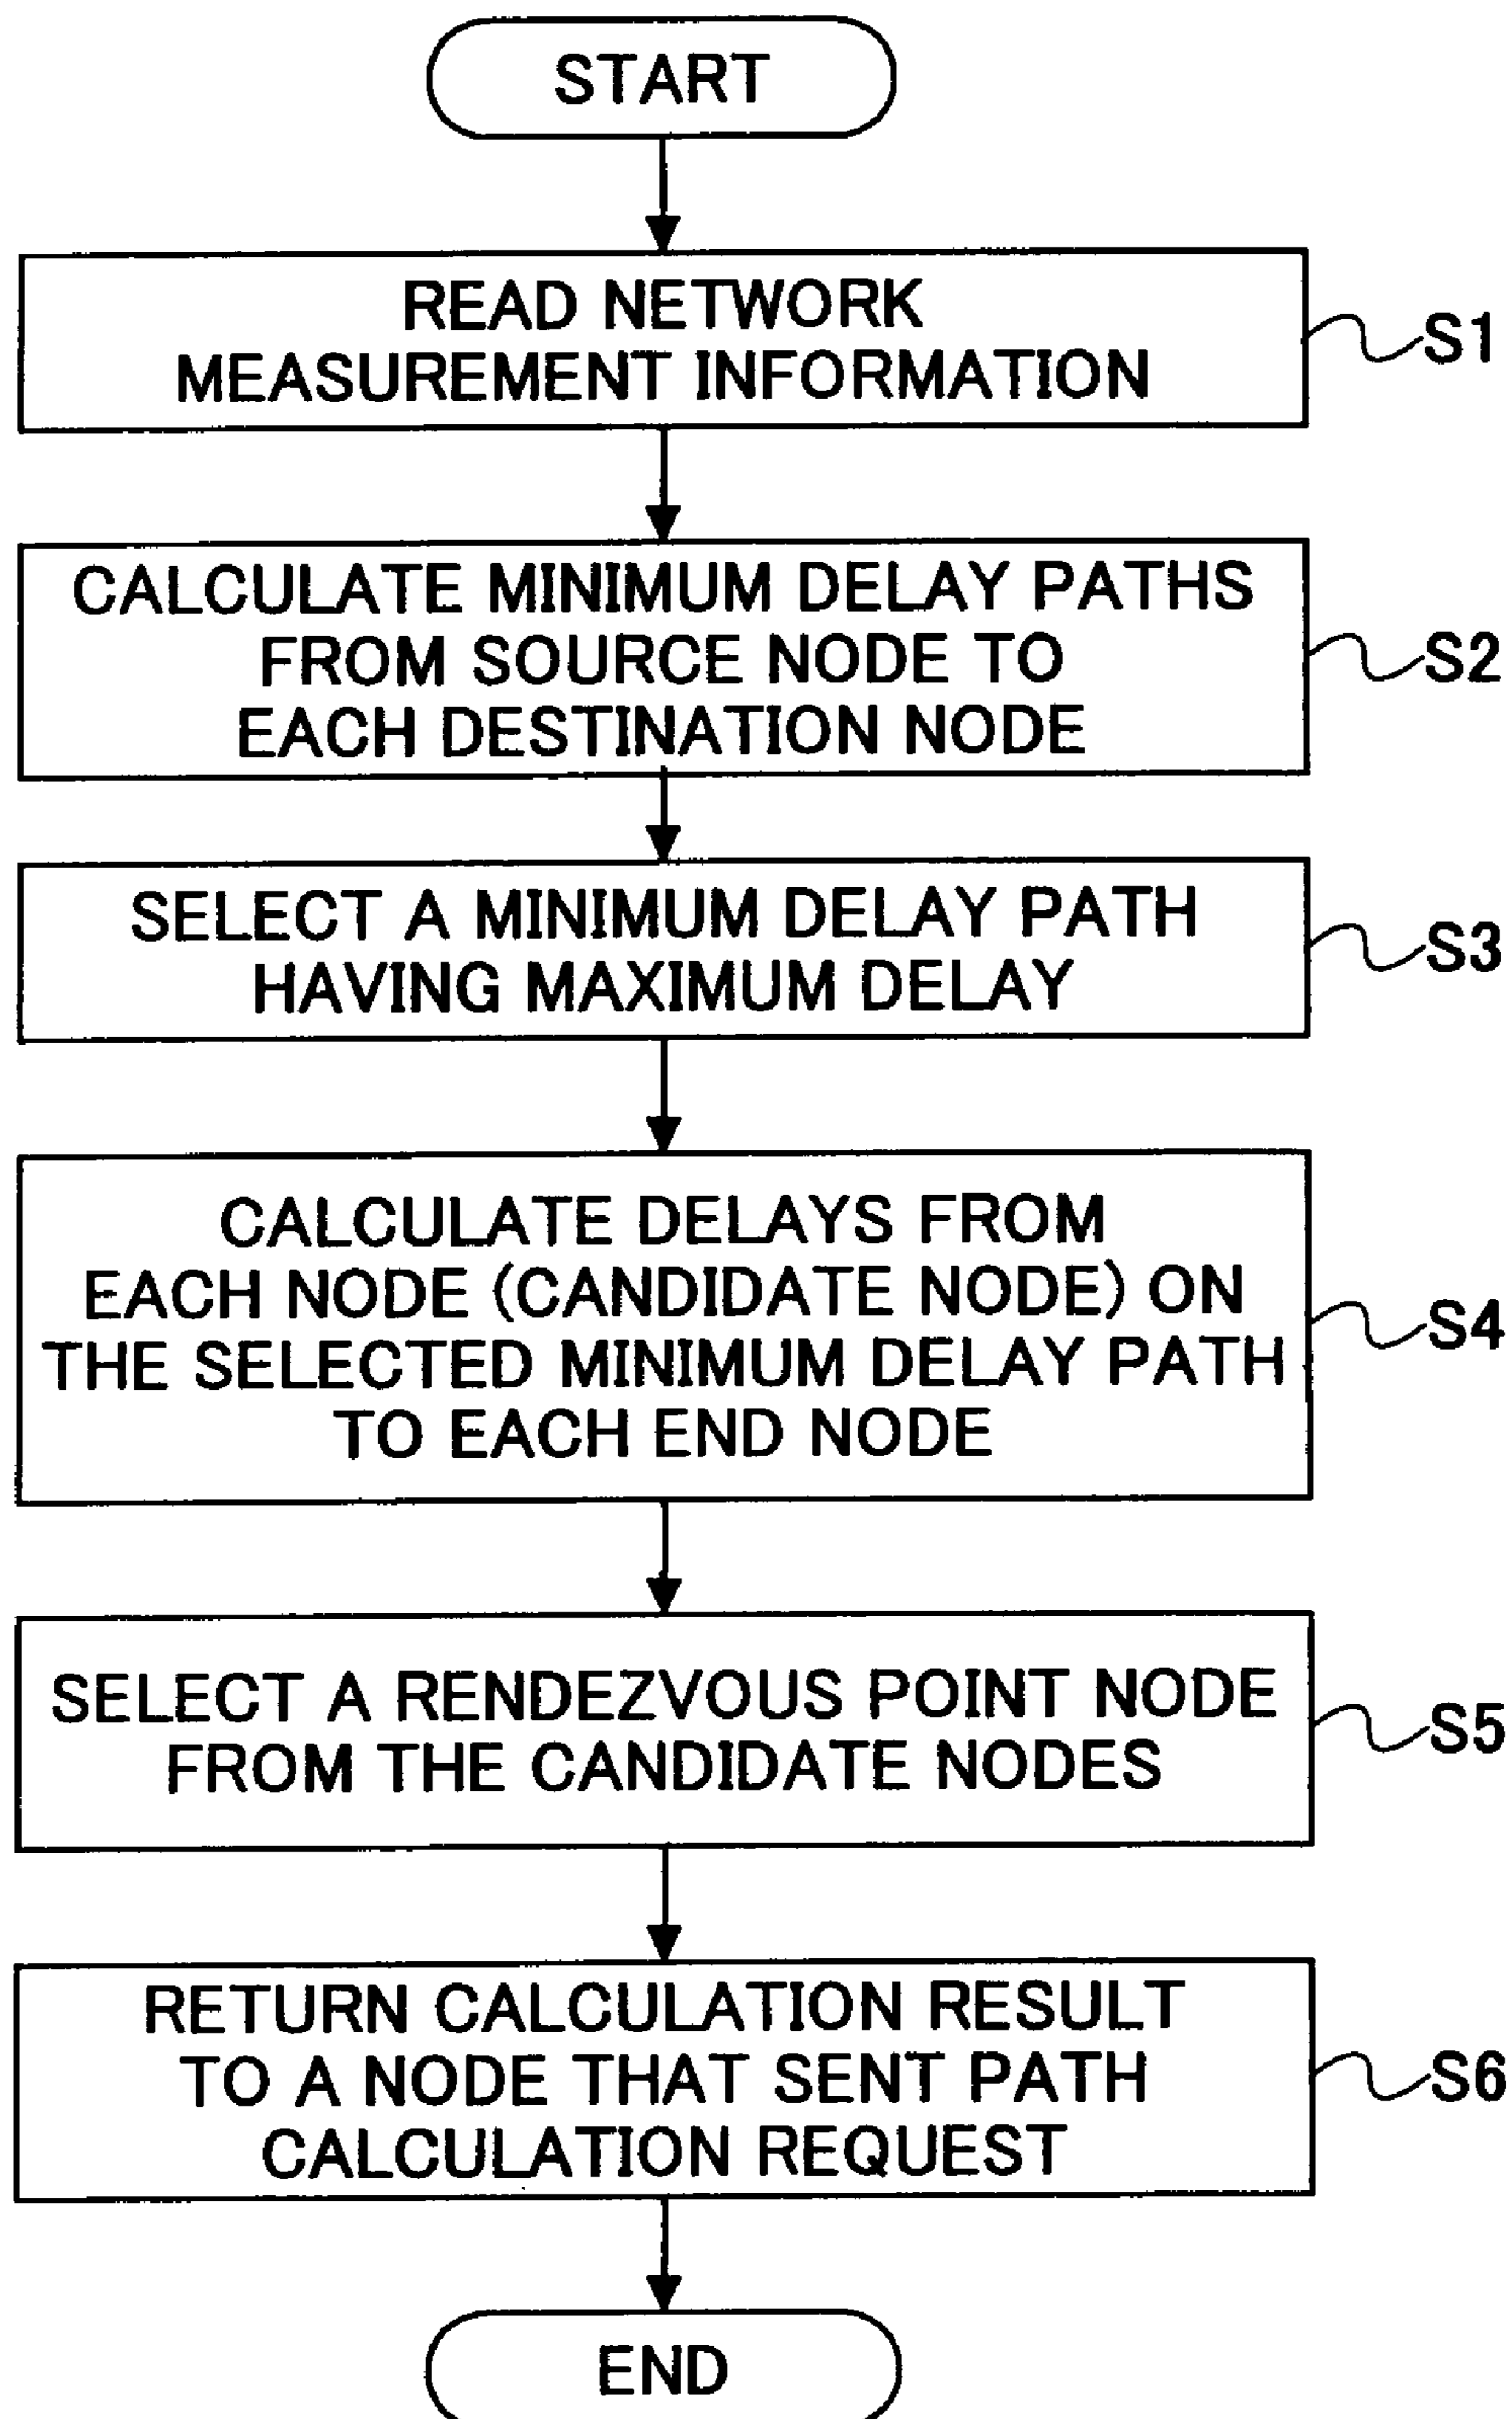 START
READ NETWORK
MEASUREMENT INFORMATION
S1
CALCULATE MINIMUM DELAY PATHS
FROM SOURCE NODE TO
EACH DESTINATION NODE
S2
SELECT A MINIMUM DELAY PATH
HAVING MAXIMUM DELAY
S3
CALCULATE DELAYS FROM
EACH NODE (CANDIDATE NODE) ON
THE SELECTED MINIMUM DELAY PATH
TO EACH END NODE
S4
SELECT A RENDEZVOUS POINT NODE
FROM THE CANDIDATE NODES
S5
RETURN CALCULATION RESULT
TO A NODE THAT SENT PATH
CALCULATION REQUEST
S6
END